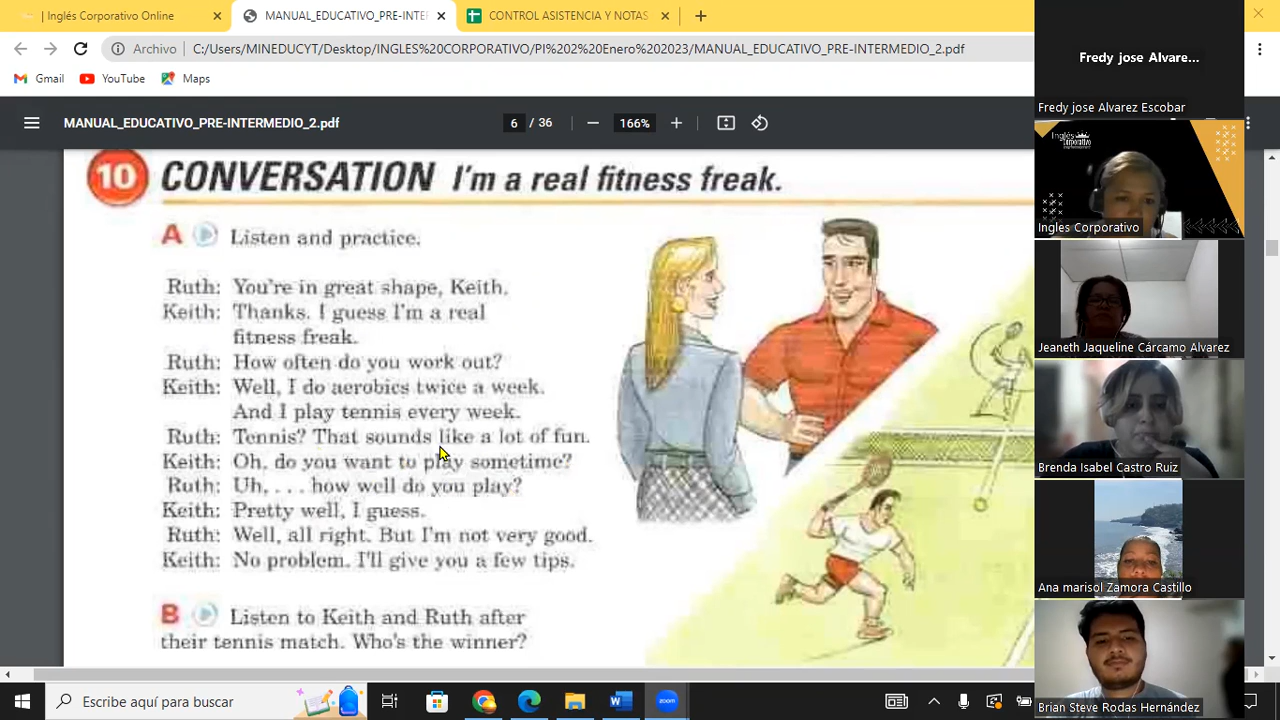 | Inglés Corporativo Online
MANUAL_EDUCATIVO_PRE-INTER
CONTROL ASISTENCIA Y NOTAS
Archivo
C:/Users/MINEDUCYT/Desktop/INGLES%20CORPORATIVO/PI%202%20Enero%202023/MANUAL_EDUCATIVO_PRE-INTERMEDIO_2.pdf
Gmail
YouTube
Maps
MANUAL_EDUCATIVO_PRE-INTERMEDIO_2.pdf
6 / 36
166%
10 CONVERSATION I'm a real fitness freak.
A Listen and practice.
Ruth: You're in great shape, Keith.
Keith: Thanks. I guess I'm a real
fitness freak.
Ruth: How often do you work out?
Keith: Well, I do aerobics twice a week.
And I play tennis every week.
Ruth: Tennis? That sounds like a lot of fun.
Keith: Oh, do you want to play sometime?
Ruth: Uh, . . . how well do you play?
Keith: Pretty well, I guess.
Ruth: Well, all right. But I'm not very good.
Keith: No problem. I'll give you a few tips.
B Listen to Keith and Ruth after
their tennis match. Who's the winner?
Fredy jose Alvare...
Fredy jose Alvarez Escobar
Inglés
Corporativo
Ingles Corporativo
Jeaneth Jaqueline Cárcamo Alvarez
Brenda Isabel Castro Ruiz
Ana marisol Zamora Castillo
Brian Steve Rodas Hernández
Escribe aquí para buscar
zoom